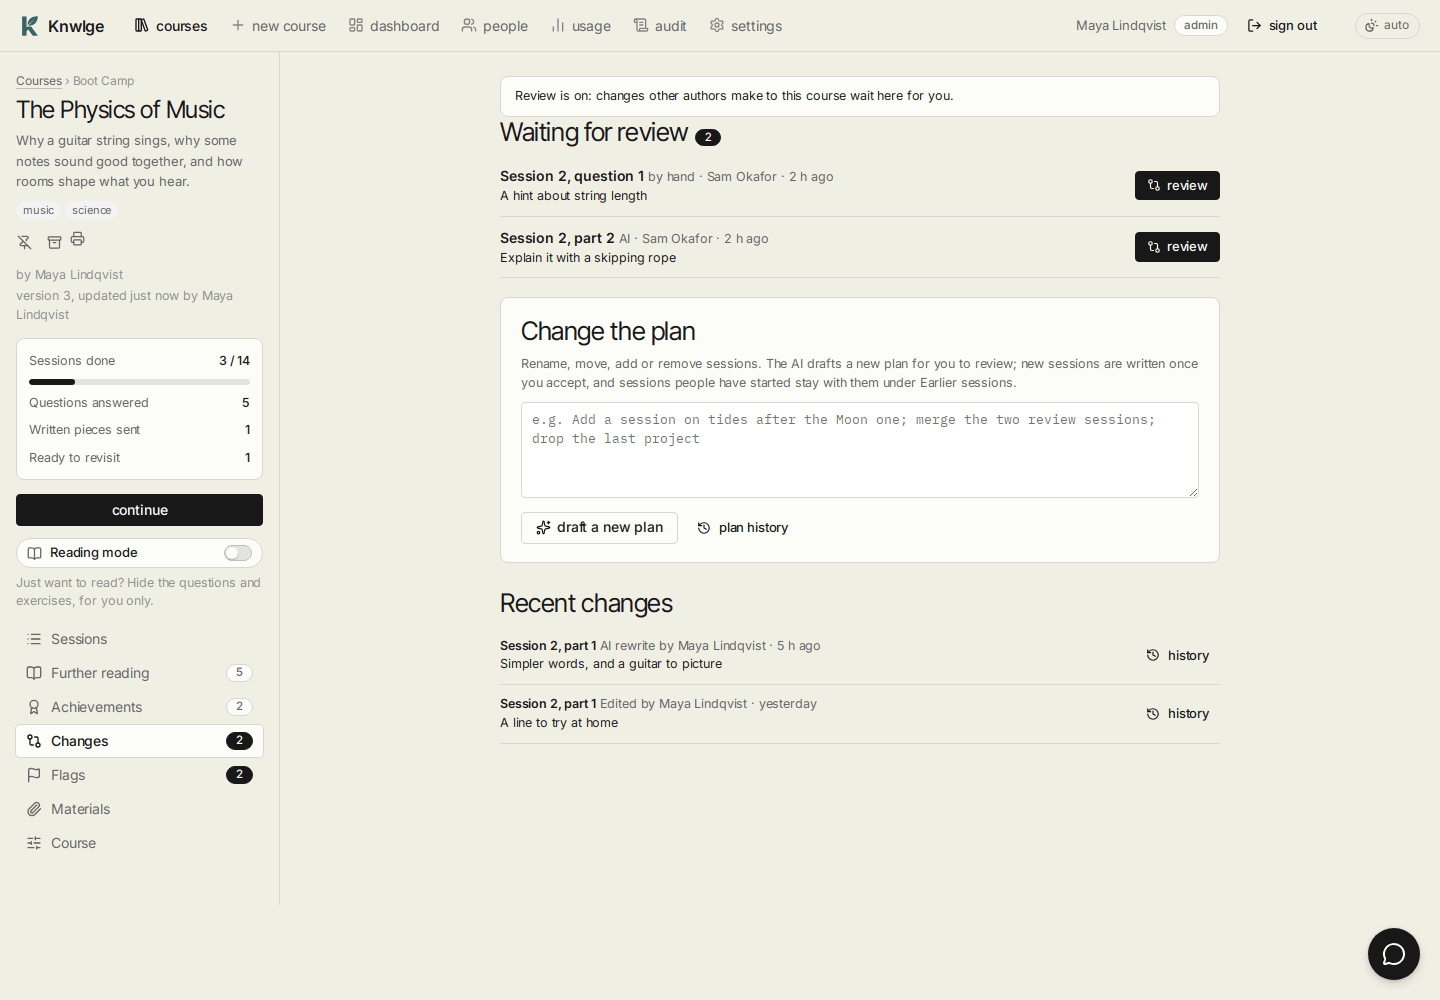 Knwlge
courses
new course
dashboard
people
usage
audit
settings
Maya Lindqvist
admin
sign out
auto
Courses › Boot Camp
The Physics of Music
Why a guitar string sings, why some
notes sound good together, and how
rooms shape what you hear.
music
science
by Maya Lindqvist
version 3, updated just now by Maya
Lindqvist
Sessions done 3 / 14
Questions answered 5
Written pieces sent 1
Ready to revisit 1
continue
Reading mode
Just want to read? Hide the questions and
exercises, for you only.
Sessions
Further reading 5
Achievements 2
Changes 2
Flags 2
Materials
Course
Review is on: changes other authors make to this course wait here for you.
Waiting for review 2
Session 2, question 1 by hand · Sam Okafor · 2 h ago
A hint about string length
review
Session 2, part 2 AI · Sam Okafor · 2 h ago
Explain it with a skipping rope
review
Change the plan
Rename, move, add or remove sessions. The AI drafts a new plan for you to review; new sessions are written once
you accept, and sessions people have started stay with them under Earlier sessions.
e.g. Add a session on tides after the Moon one; merge the two review sessions;
drop the last project
draft a new plan
plan history
Recent changes
Session 2, part 1 AI rewrite by Maya Lindqvist · 5 h ago
Simpler words, and a guitar to picture
history
Session 2, part 1 Edited by Maya Lindqvist · yesterday
A line to try at home
history